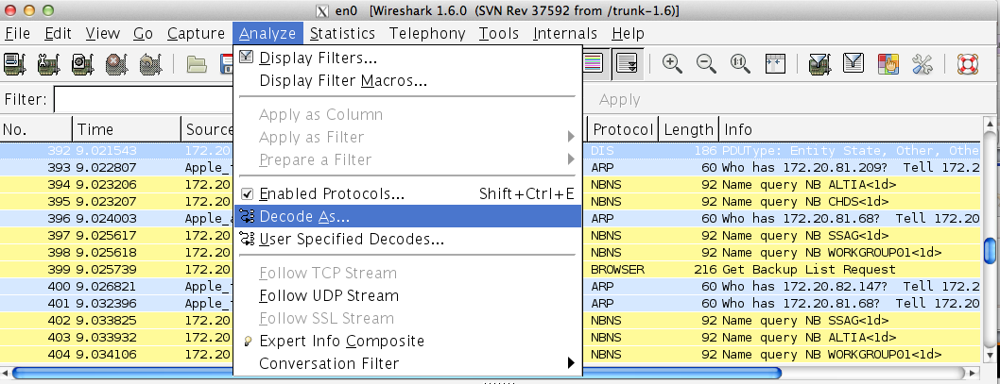 en0 [Wireshark 1.6.0 (SVN Rev 37592 from /trunk-1.6)]
File Edit View Go Capture Analyze Statistics Telephony Tools Internals Help
Display Filters...
Display Filter Macros...
Filter: Apply
Apply as Column
Apply as Filter
Prepare a Filter
Enabled Protocols... Shift+Ctrl+E
Decode As...
User Specified Decodes...
Follow TCP Stream
Follow UDP Stream
Follow SSL Stream
Expert Info Composite
Conversation Filter
No. Time Source Protocol Length Info
392 9.021543 172.20 DIS 186 PDUType: Entity State, Other, Othe
393 9.022807 Apple_ ARP 60 Who has 172.20.81.209? Tell 172.2
394 9.023206 172.20 NBNS 92 Name query NB ALTIA<1d>
395 9.023207 172.20 NBNS 92 Name query NB CHDS<1d>
396 9.024003 Apple_ ARP 60 Who has 172.20.81.68? Tell 172.20
397 9.025617 172.20 NBNS 92 Name query NB SSAG<1d>
398 9.025618 172.20 NBNS 92 Name query NB WORKGROUP01<1d>
399 9.025739 172.20 BROWSER 216 Get Backup List Request
400 9.026821 Apple_ ARP 60 Who has 172.20.82.147? Tell 172.2
401 9.032396 Apple_ ARP 60 Who has 172.20.81.68? Tell 172.20
402 9.033825 172.20 NBNS 92 Name query NB SSAG<1d>
403 9.033932 172.20 NBNS 92 Name query NB ALTIA<1d>
404 9.034106 172.20 NBNS 92 Name query NB WORKGROUP01<1d>